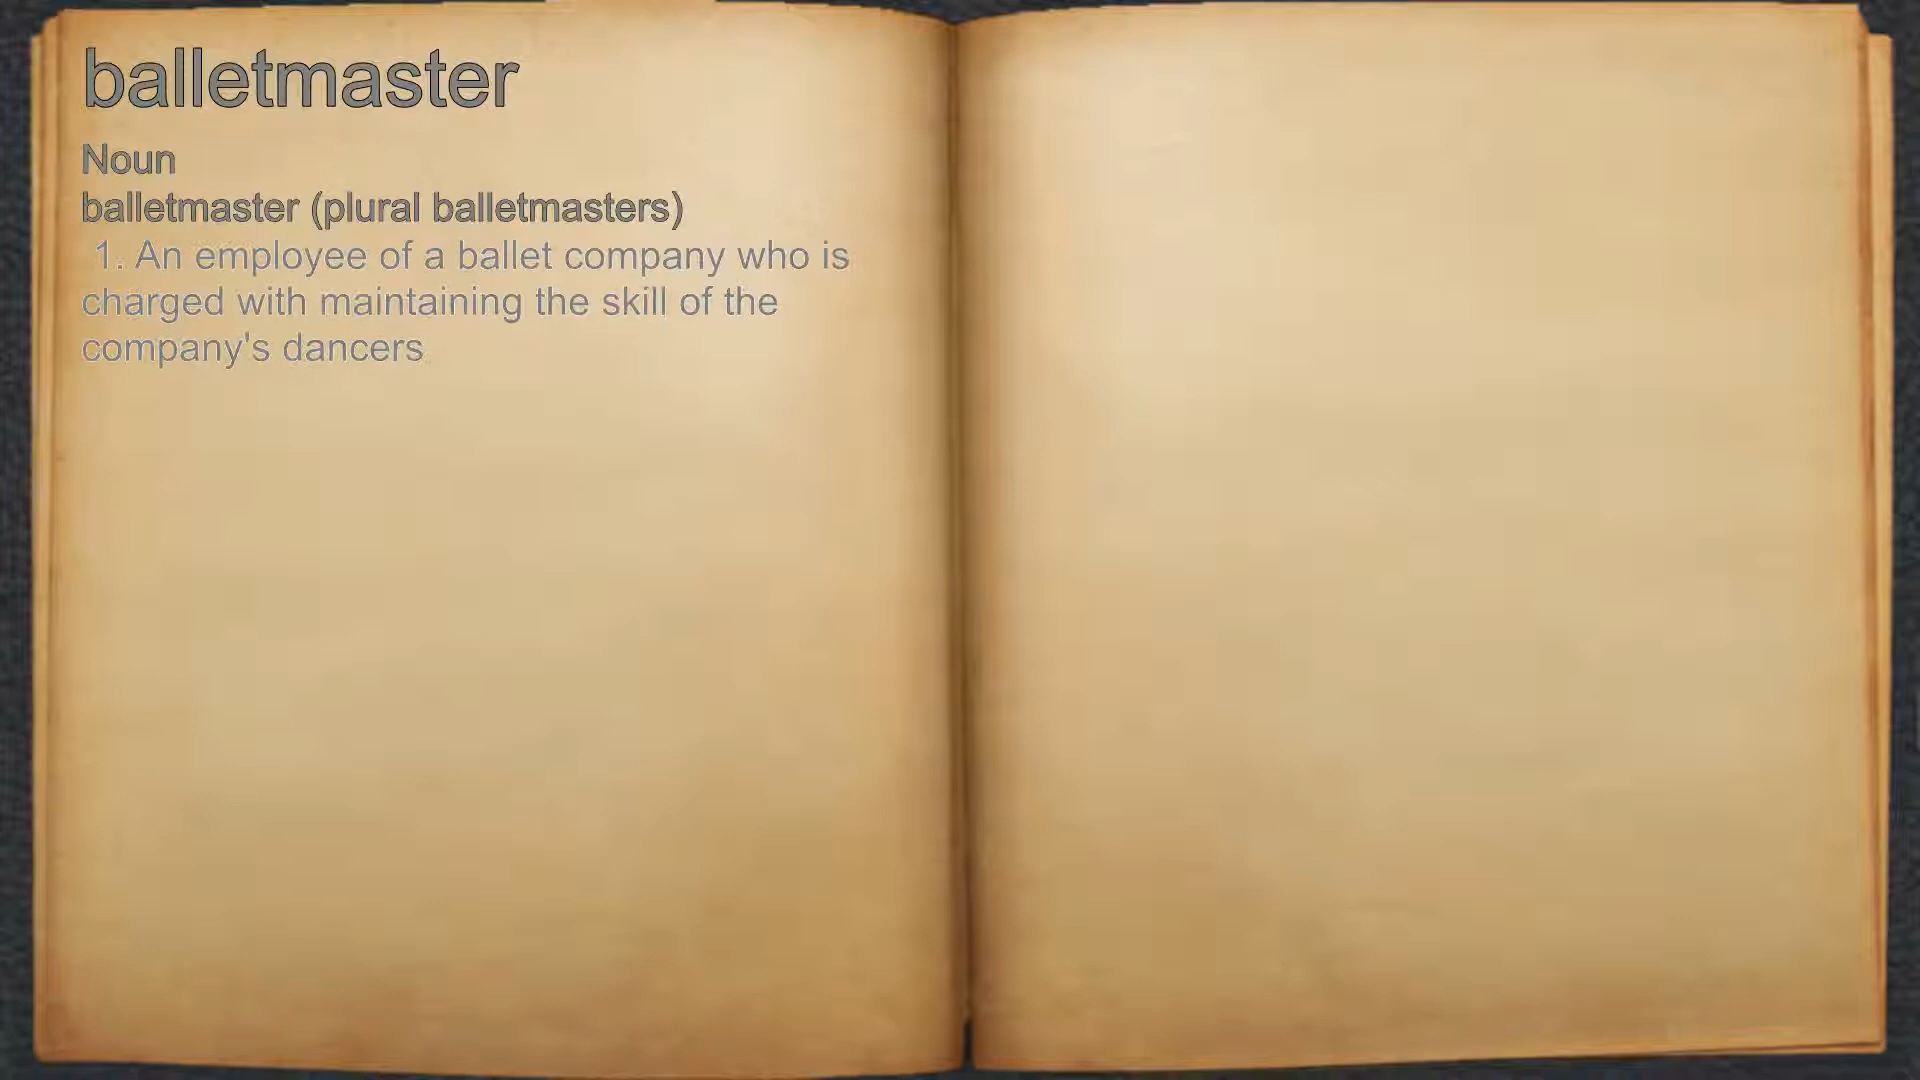 balletmaster
Noun
balletmaster (plural balletmasters)
1. An employee of a ballet company who is
charged with maintaining the skill of the
company's dancers